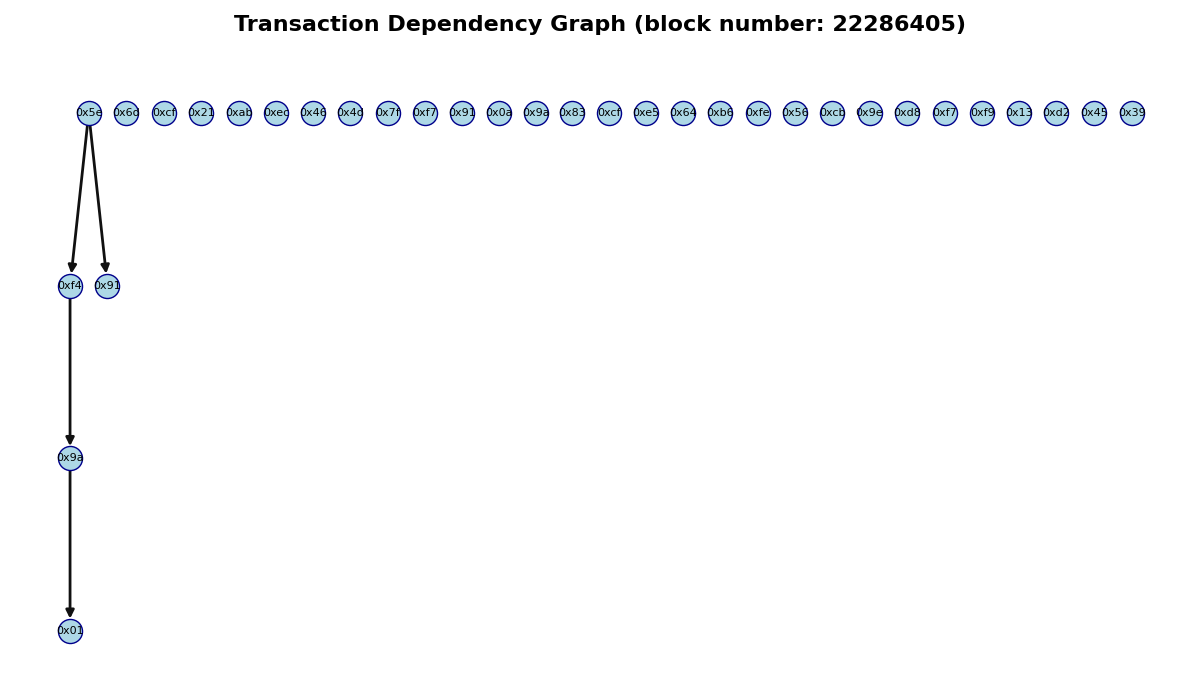 Transaction Dependency Graph (block number: 22286405)
0x5e 0x6d 0xcf 0x21 0xab 0xec 0x46 0x4d 0x7f 0xf7 0x91 0x0a 0x9a 0x83 0xcf 0xe5 0x64 0xb6 0xfe 0x56 0xcb 0x9e 0xd8 0xf7 0xf9 0x13 0xd2 0x45 0x39
0xf4 0x91
0x9a
0x01